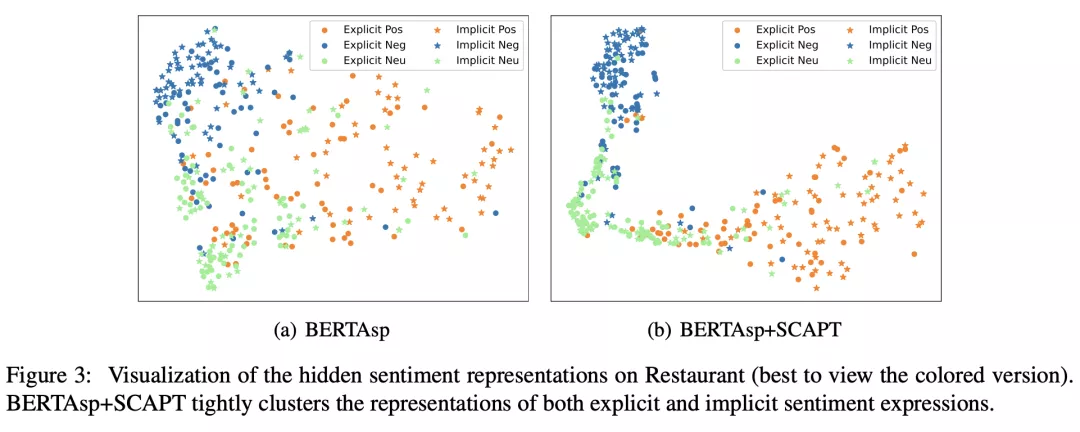 Explicit Pos Implicit Pos
Explicit Neg Implicit Neg
Explicit Neu Implicit Neu
Explicit Pos Implicit Pos
Explicit Neg Implicit Neg
Explicit Neu Implicit Neu
(a) BERTAsp
(b) BERTAsp+SCAPT
Figure 3: Visualization of the hidden sentiment representations on Restaurant (best to view the colored version).
BERTAsp+SCAPT tightly clusters the representations of both explicit and implicit sentiment expressions.